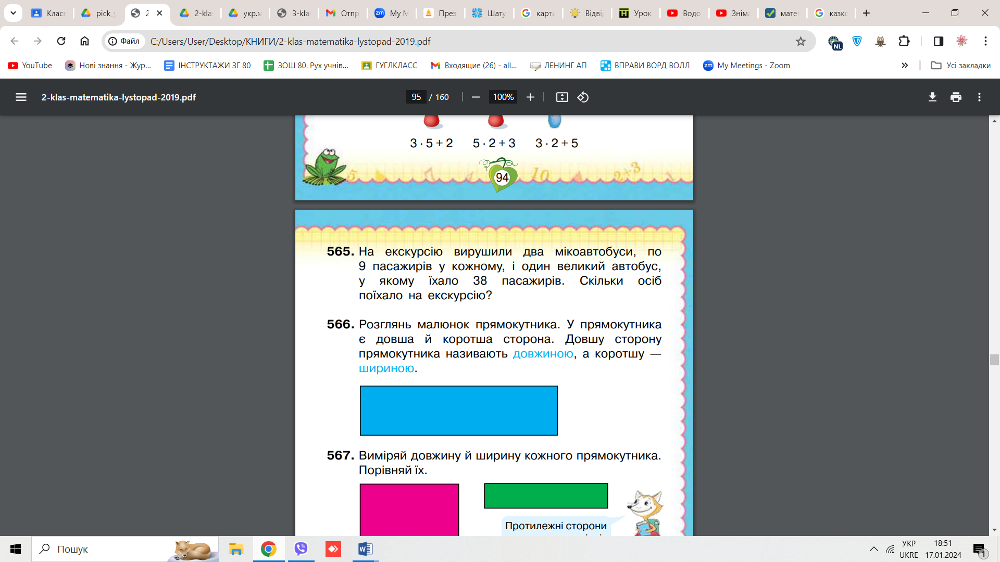 Класн
pick_
2
2-kla
укр.м
3-kla
Отпр
My M
През
Шату
карти
Відві
Урок
Водо
Зніма
матем
казко
Файл
C:/Users/User/Desktop/КНИГИ/2-klas-matematika-lystopad-2019.pdf
NL
YouTube
Нові знання - Жур...
ІНСТРУКТАЖИ ЗГ 80
ЗОШ 80. Рух учнів...
ГУГЛКЛАСС
Входящие (26) - all...
ЛЕНИНГ АП
ВПРАВИ ВОРД ВОЛЛ
My Meetings - Zoom
Усі закладки
2-klas-matematika-lystopad-2019.pdf
95 / 160
100%
3 · 5 + 2 5 · 2 + 3 3 · 2 + 5
94
565. На екскурсію вирушили два мікоавтобуси, по
9 пасажирів у кожному, і один великий автобус,
у якому їхало 38 пасажирів. Скільки осіб
поїхало на екскурсію?
566. Розглянь малюнок прямокутника. У прямокутника
є довша й коротша сторона. Довшу сторону
прямокутника називають довжиною, а коротшу —
шириною.
567. Виміряй довжину й ширину кожного прямокутника.
Порівняй їх.
Протилежні сторони
Пошук
УКР
UKRE
18:51
17.01.2024
1